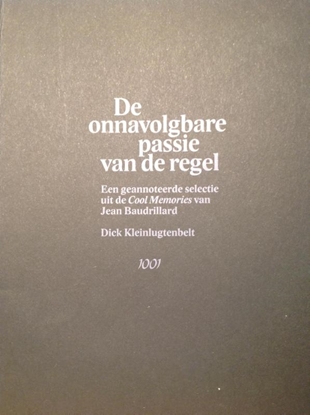 De
onnavolgbare
passie
van de regel
Een geannoteerde selectie
uit de Cool Memories van
Jean Baudrillard
Dick Kleinlugtenbelt
1001